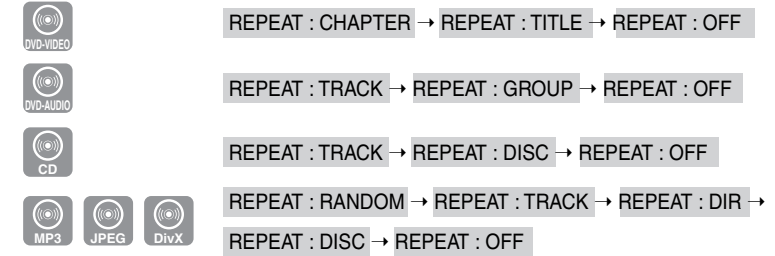 DVD-VIDEO REPEAT : CHAPTER → REPEAT : TITLE → REPEAT : OFF
DVD-AUDIO REPEAT : TRACK → REPEAT : GROUP → REPEAT : OFF
CD REPEAT : TRACK → REPEAT : DISC → REPEAT : OFF
REPEAT : RANDOM → REPEAT : TRACK → REPEAT : DIR →
MP3 JPEG DivX
REPEAT : DISC → REPEAT : OFF